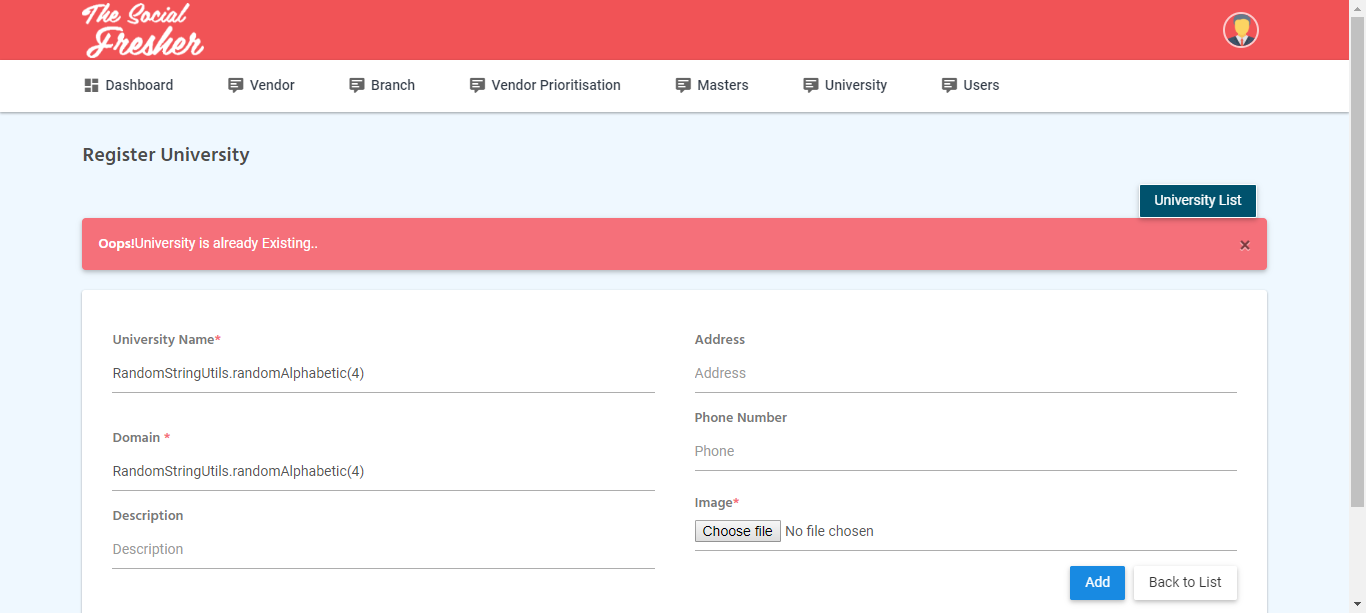 The Social
Fresher
Dashboard Vendor Branch Vendor Prioritisation Masters University Users
Register University
University List
Oops!University is already Existing.. ×
University Name* Address
RandomStringUtils.randomAlphabetic(4) Address
Phone Number
Domain * Phone
RandomStringUtils.randomAlphabetic(4)
Image*
Description Choose file No file chosen
Description
Add Back to List